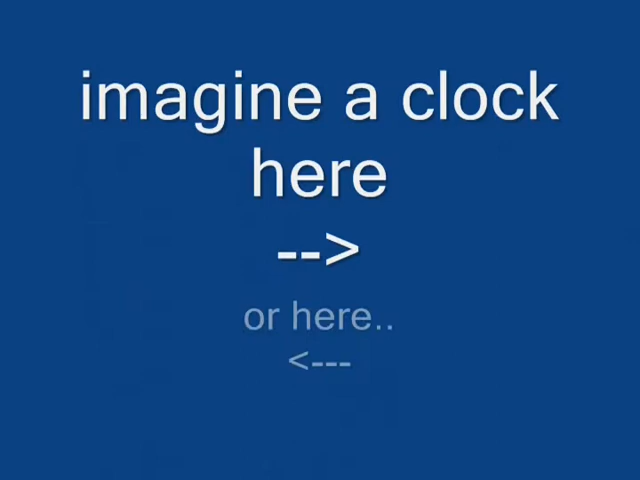 imagine a clock
here
-->
or here..
<---